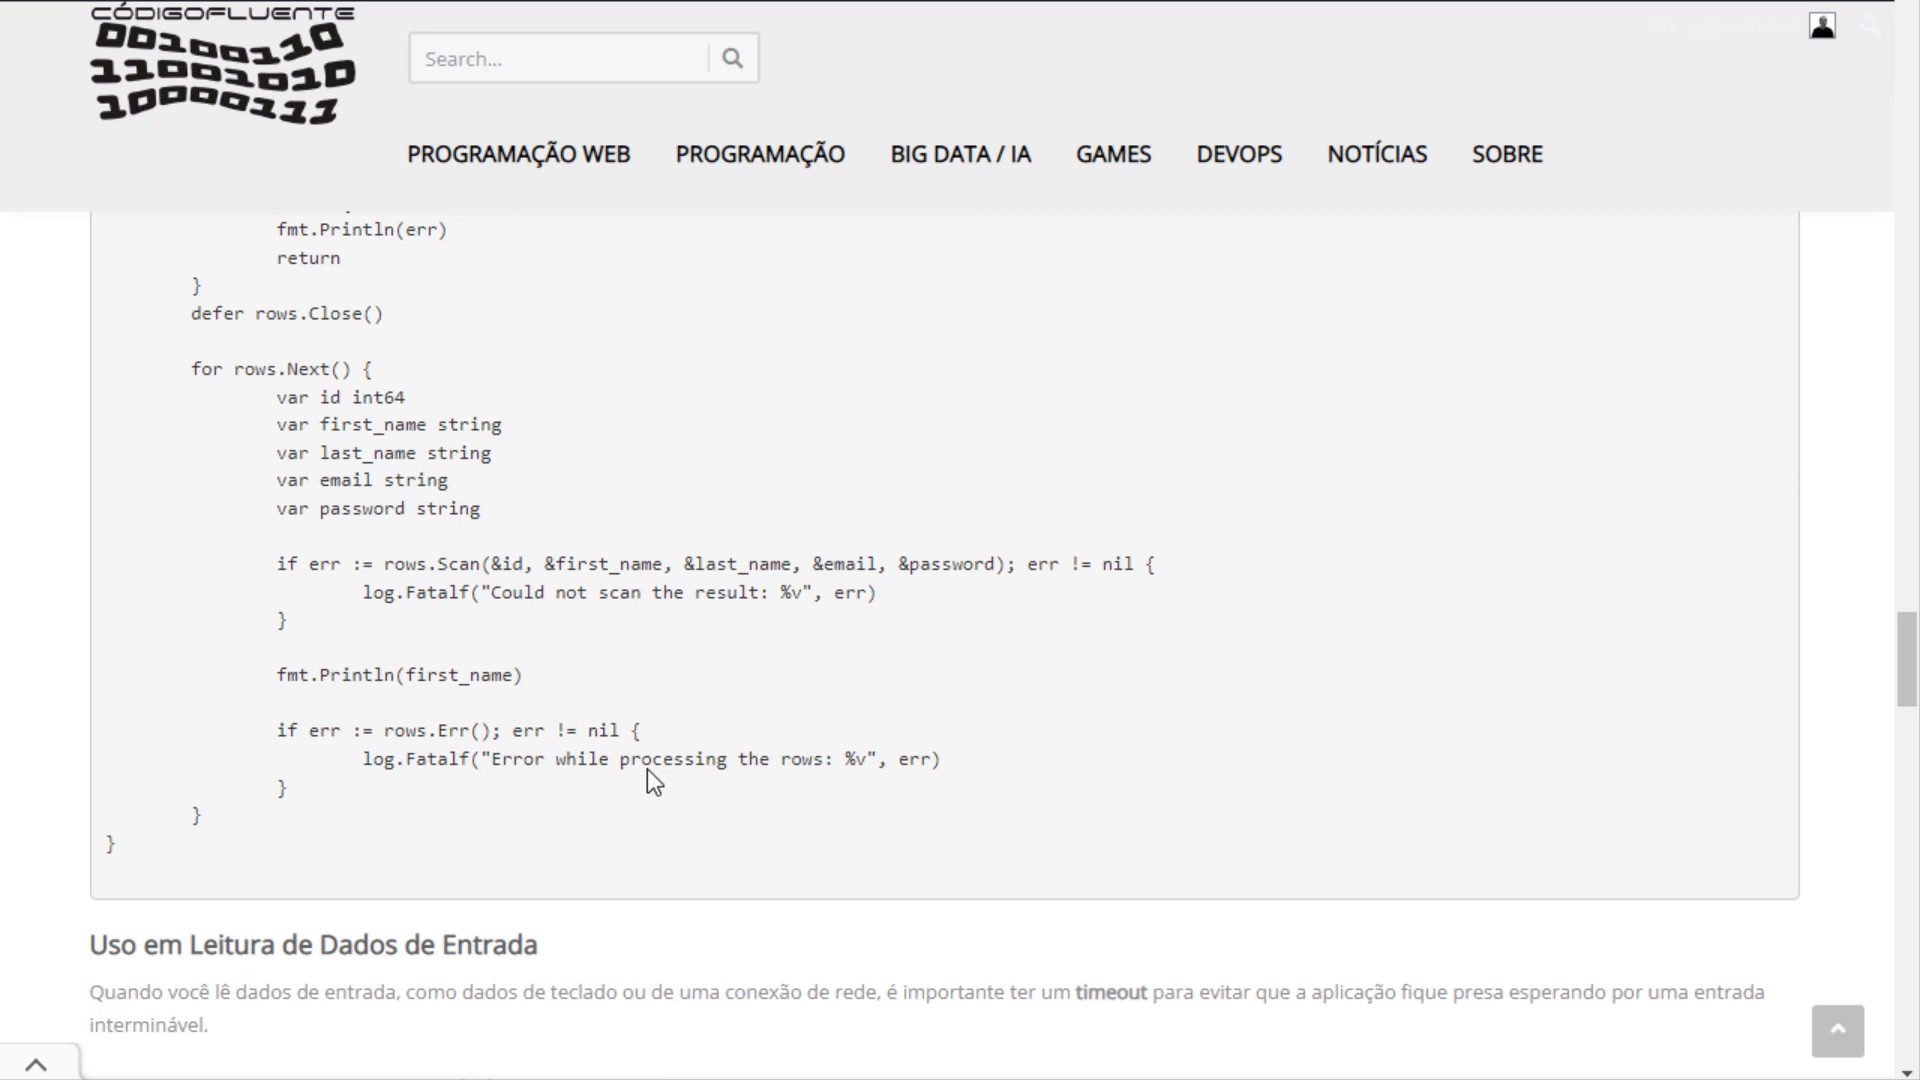 CÓDIGOFLUENTE
00100110
11001010
10000111
Search...
PROGRAMAÇÃO WEB PROGRAMAÇÃO BIG DATA / IA GAMES DEVOPS NOTÍCIAS SOBRE
fmt.Println(err)
return
}
defer rows.Close()
for rows.Next() {
var id int64
var first_name string
var last_name string
var email string
var password string
if err := rows.Scan(&id, &first_name, &last_name, &email, &password); err != nil {
log.Fatalf("Could not scan the result: %v", err)
}
fmt.Println(first_name)
if err := rows.Err(); err != nil {
log.Fatalf("Error while processing the rows: %v", err)
}
}
}
Uso em Leitura de Dados de Entrada
Quando você lê dados de entrada, como dados de teclado ou de uma conexão de rede, é importante ter um timeout para evitar que a aplicação fique presa esperando por uma entrada
interminável.